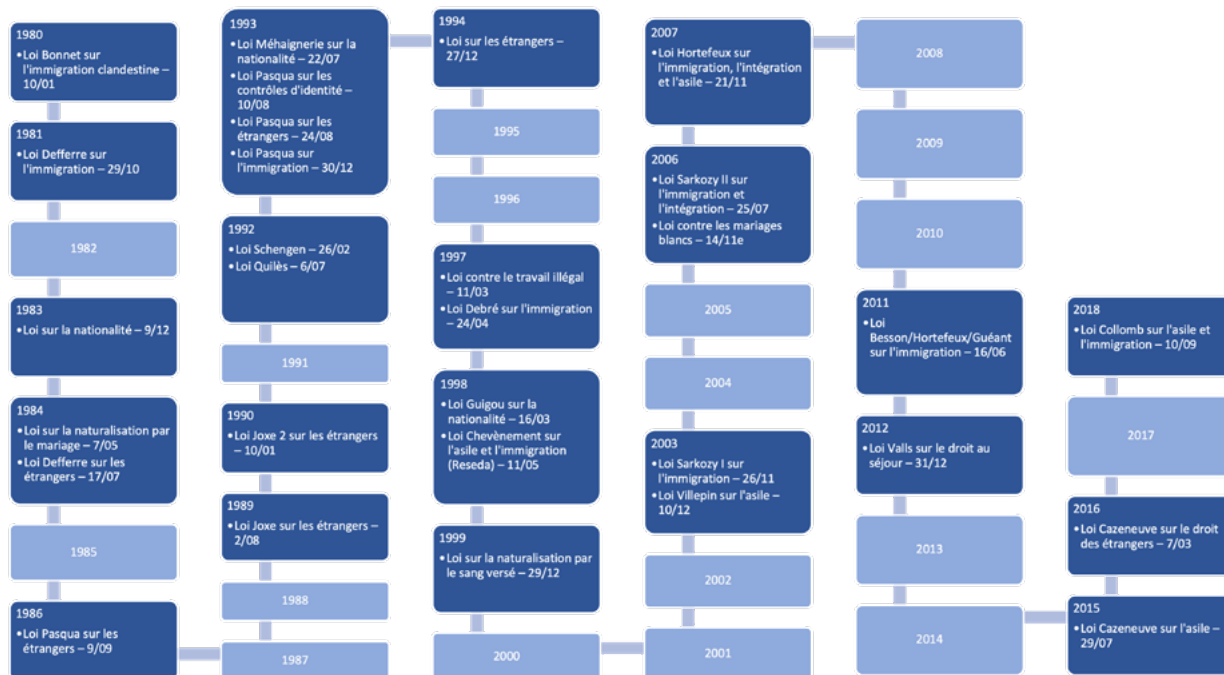 1980
•Loi Bonnet sur
l'immigration clandestine –
10/01
1981
•Loi Defferre sur
l'immigration – 29/10
1982
1983
•Loi sur la nationalité – 9/12
1984
•Loi sur la naturalisation par
le mariage – 7/05
•Loi Defferre sur les
étrangers – 17/07
1985
1986
•Loi Pasqua sur les
étrangers – 9/09
1987
1988
1989
•Loi Joxe sur les étrangers –
2/08
1990
•Loi Joxe 2 sur les étrangers
– 10/01
1991
1992
•Loi Schengen – 26/02
•Loi Quilès – 6/07
1993
•Loi Méhaignerie sur la
nationalité – 22/07
•Loi Pasqua sur les
contrôles d'identité –
10/08
•Loi Pasqua sur les
étrangers – 24/08
•Loi Pasqua sur
l'immigration – 30/12
1994
•Loi sur les étrangers –
27/12
1995
1996
1997
•Loi contre le travail illégal
– 11/03
•Loi Debré sur l'immigration –
24/04
1998
•Loi Guigou sur la
nationalité – 16/03
•Loi Chevènement sur
l'asile et l'immigration
(Reseda) – 11/05
1999
•Loi sur la naturalisation par
le sang versé – 29/12
2000
2001
2002
2003
•Loi Sarkozy I sur
l'immigration – 26/11
•Loi Villepin sur l'asile –
10/12
2004
2005
2006
•Loi Sarkozy II sur
l'immigration et
l'intégration – 25/07
•Loi contre les mariages
blancs – 14/11e
2007
•Loi Hortefeux sur
l'immigration, l'intégration
et l'asile – 21/11
2008
2009
2010
2011
•Loi
Besson/Hortefeux/Guéant
sur l'immigration – 16/06
2012
•Loi Valls sur le droit au
séjour – 31/12
2013
2014
2015
•Loi Cazeneuve sur l'asile –
29/07
2016
•Loi Cazeneuve sur le droit
des étrangers – 7/03
2017
2018
•Loi Collomb sur l'asile et
l'immigration – 10/09